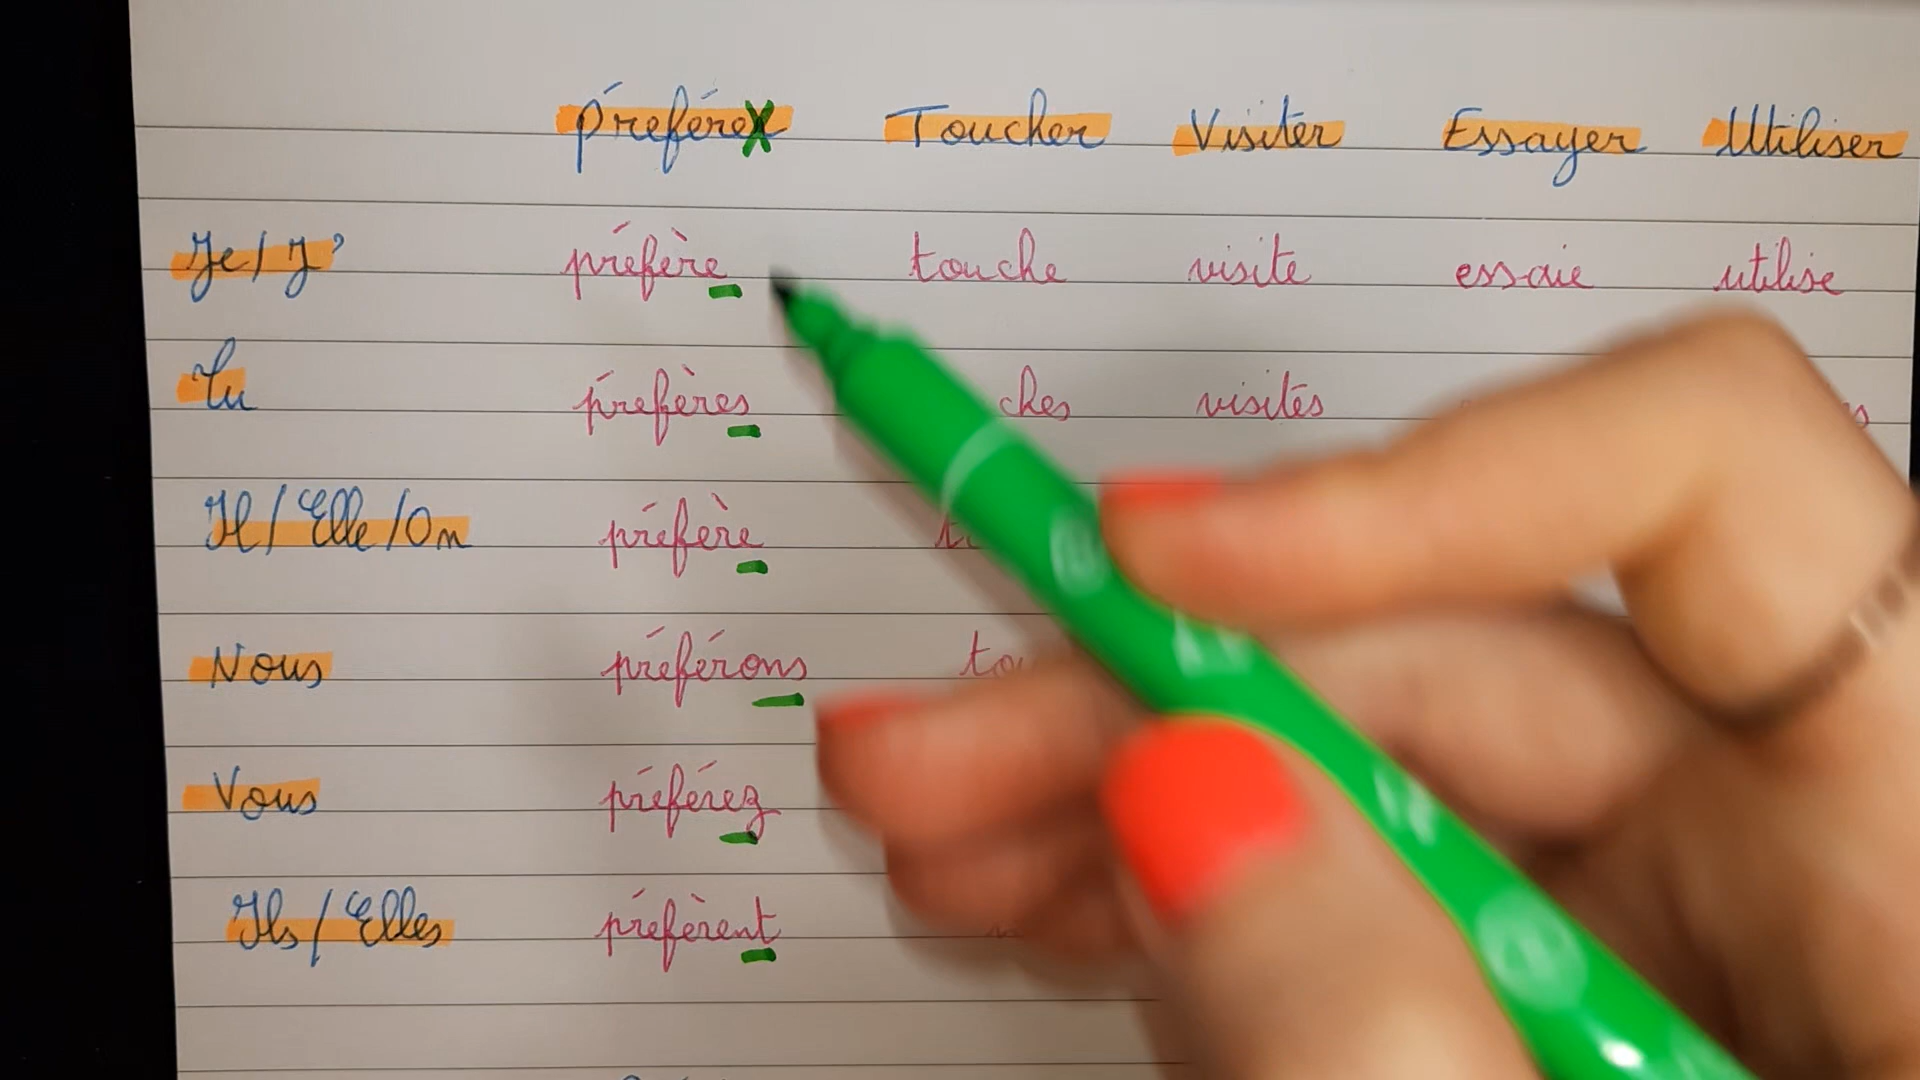 Préférer Toucher Visiter Essayer Utiliser
Je/J' préfère touche visite essaie utilise
Tu préfères ches visites
Il/Elle/On préfère
Nous préférons
Vous préférez
Ils/Elles préfèrent